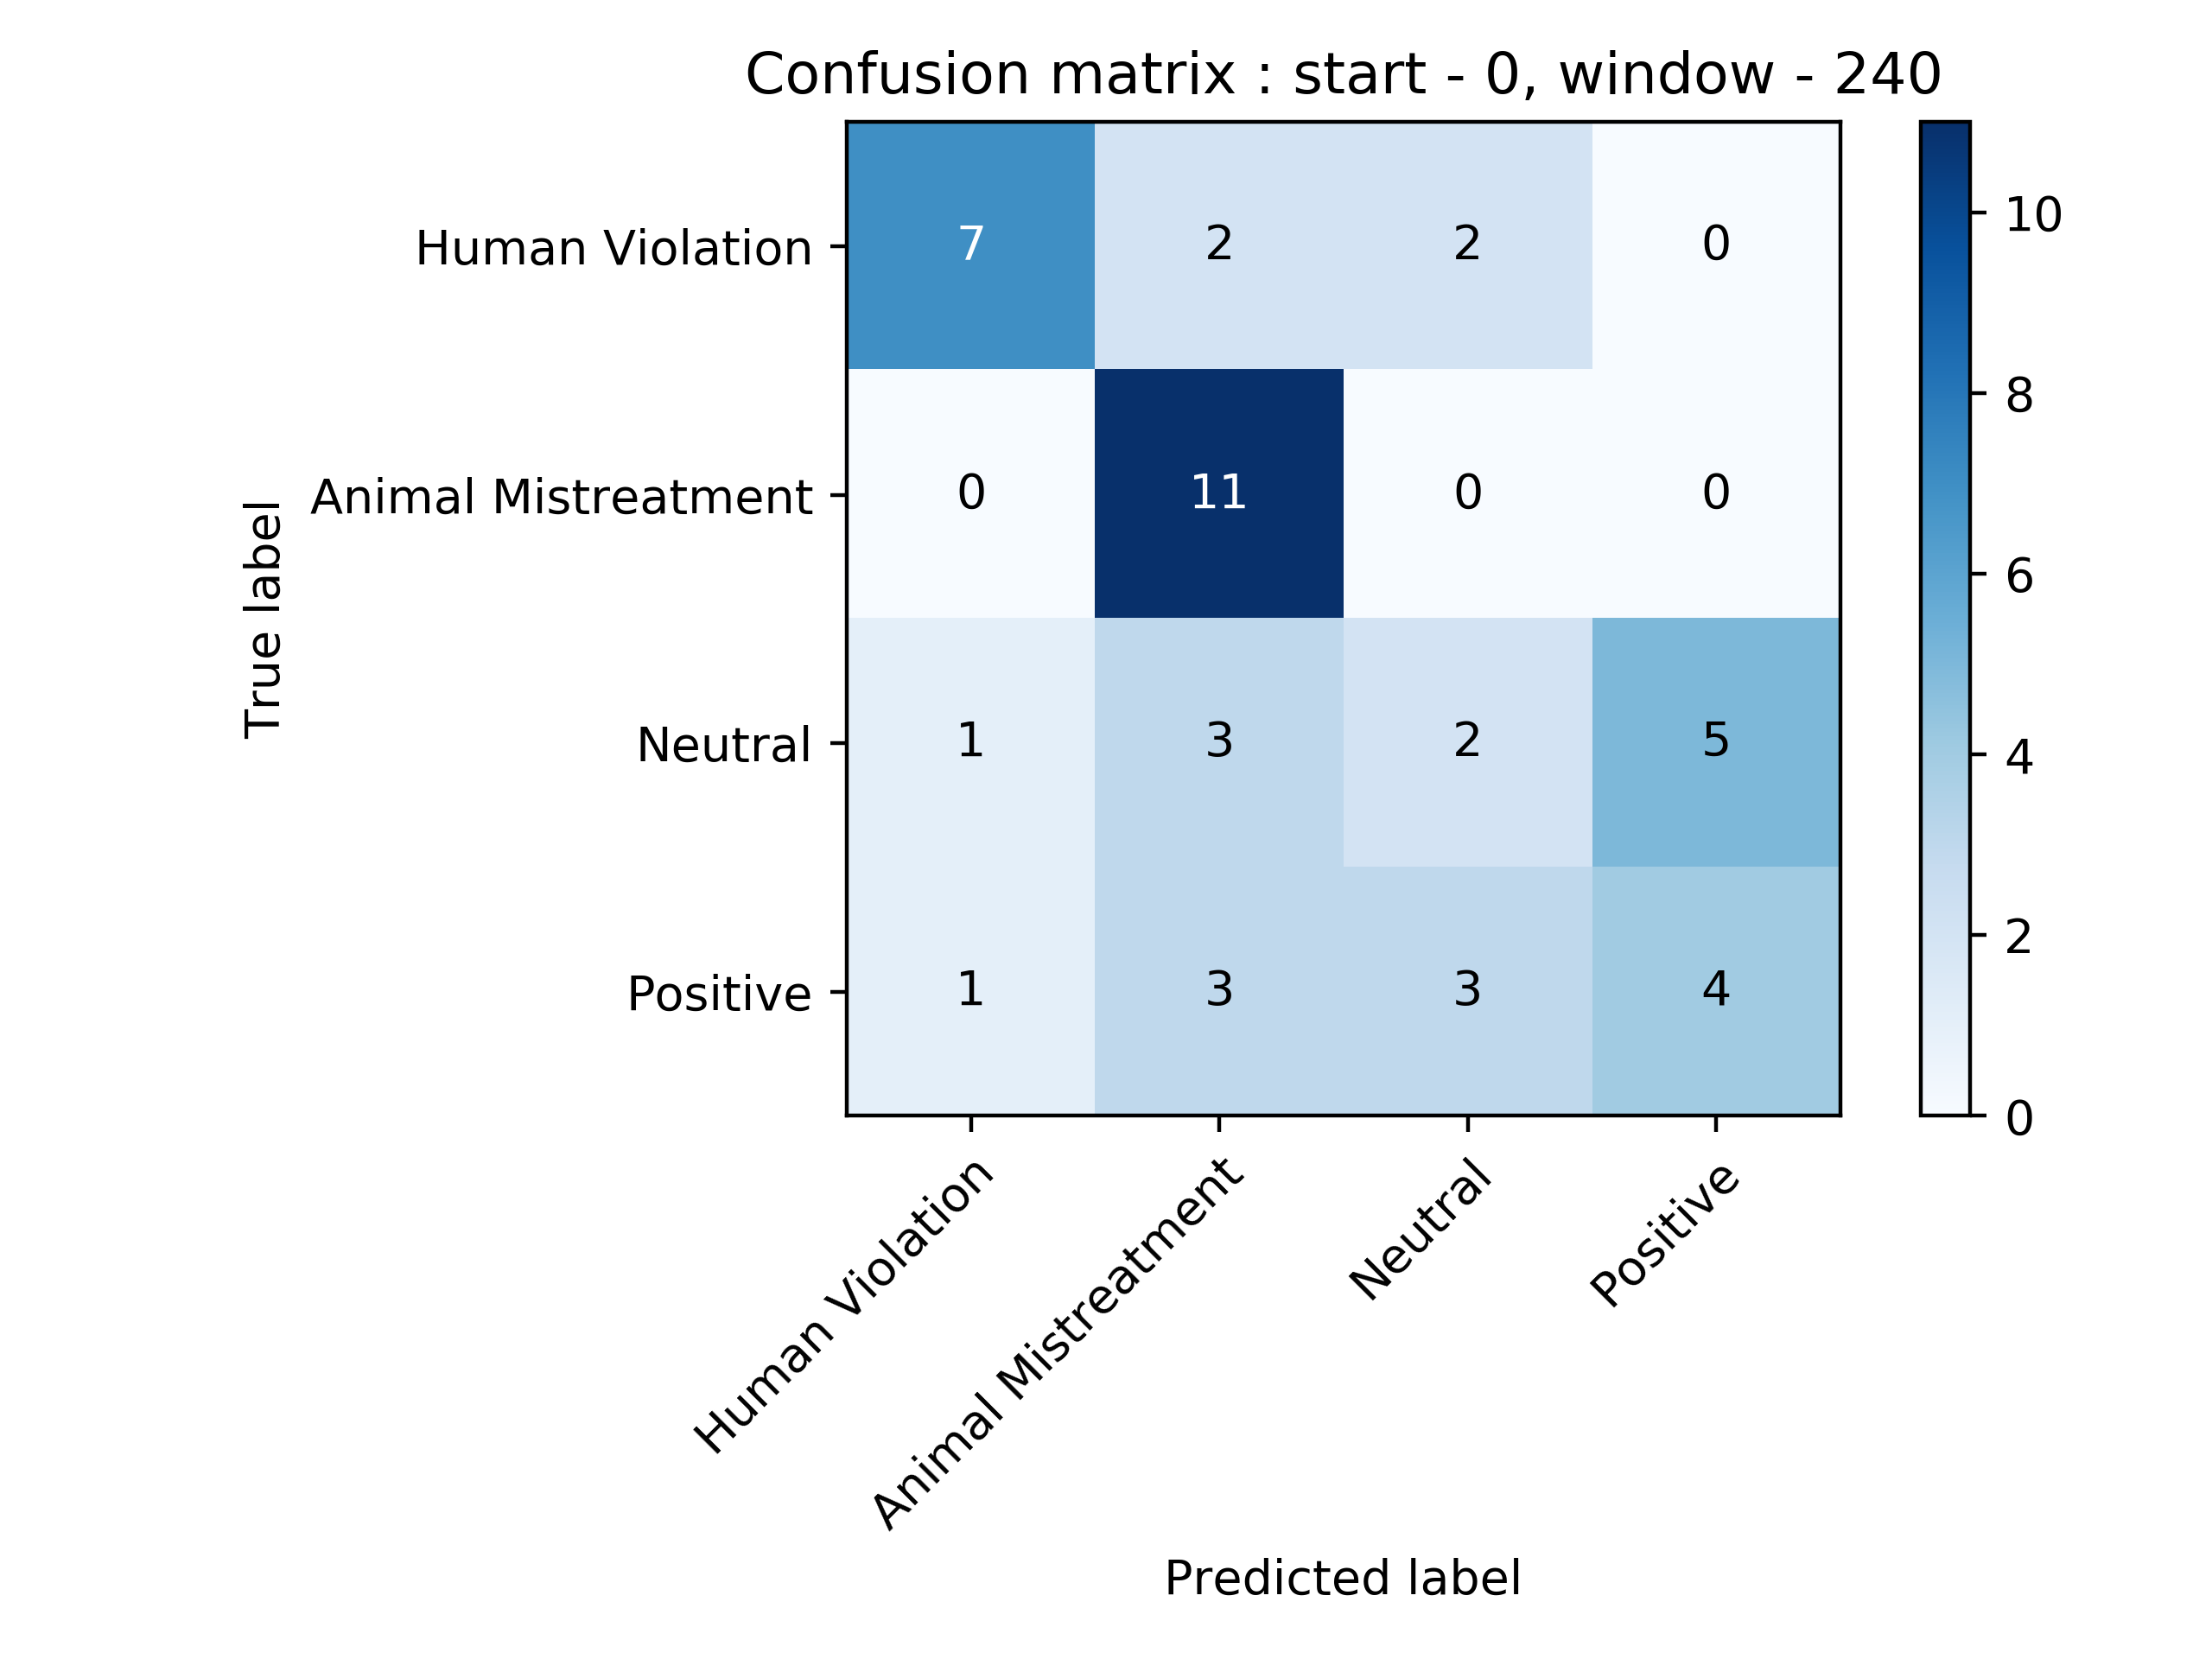 Confusion matrix : start - 0, window - 240
True label
Human Violation
7 2 2 0
Animal Mistreatment
0 11 0 0
Neutral
1 3 2 5
Positive
1 3 3 4
Human Violation
Animal Mistreatment
Neutral
Positive
Predicted label
10
8
6
4
2
0